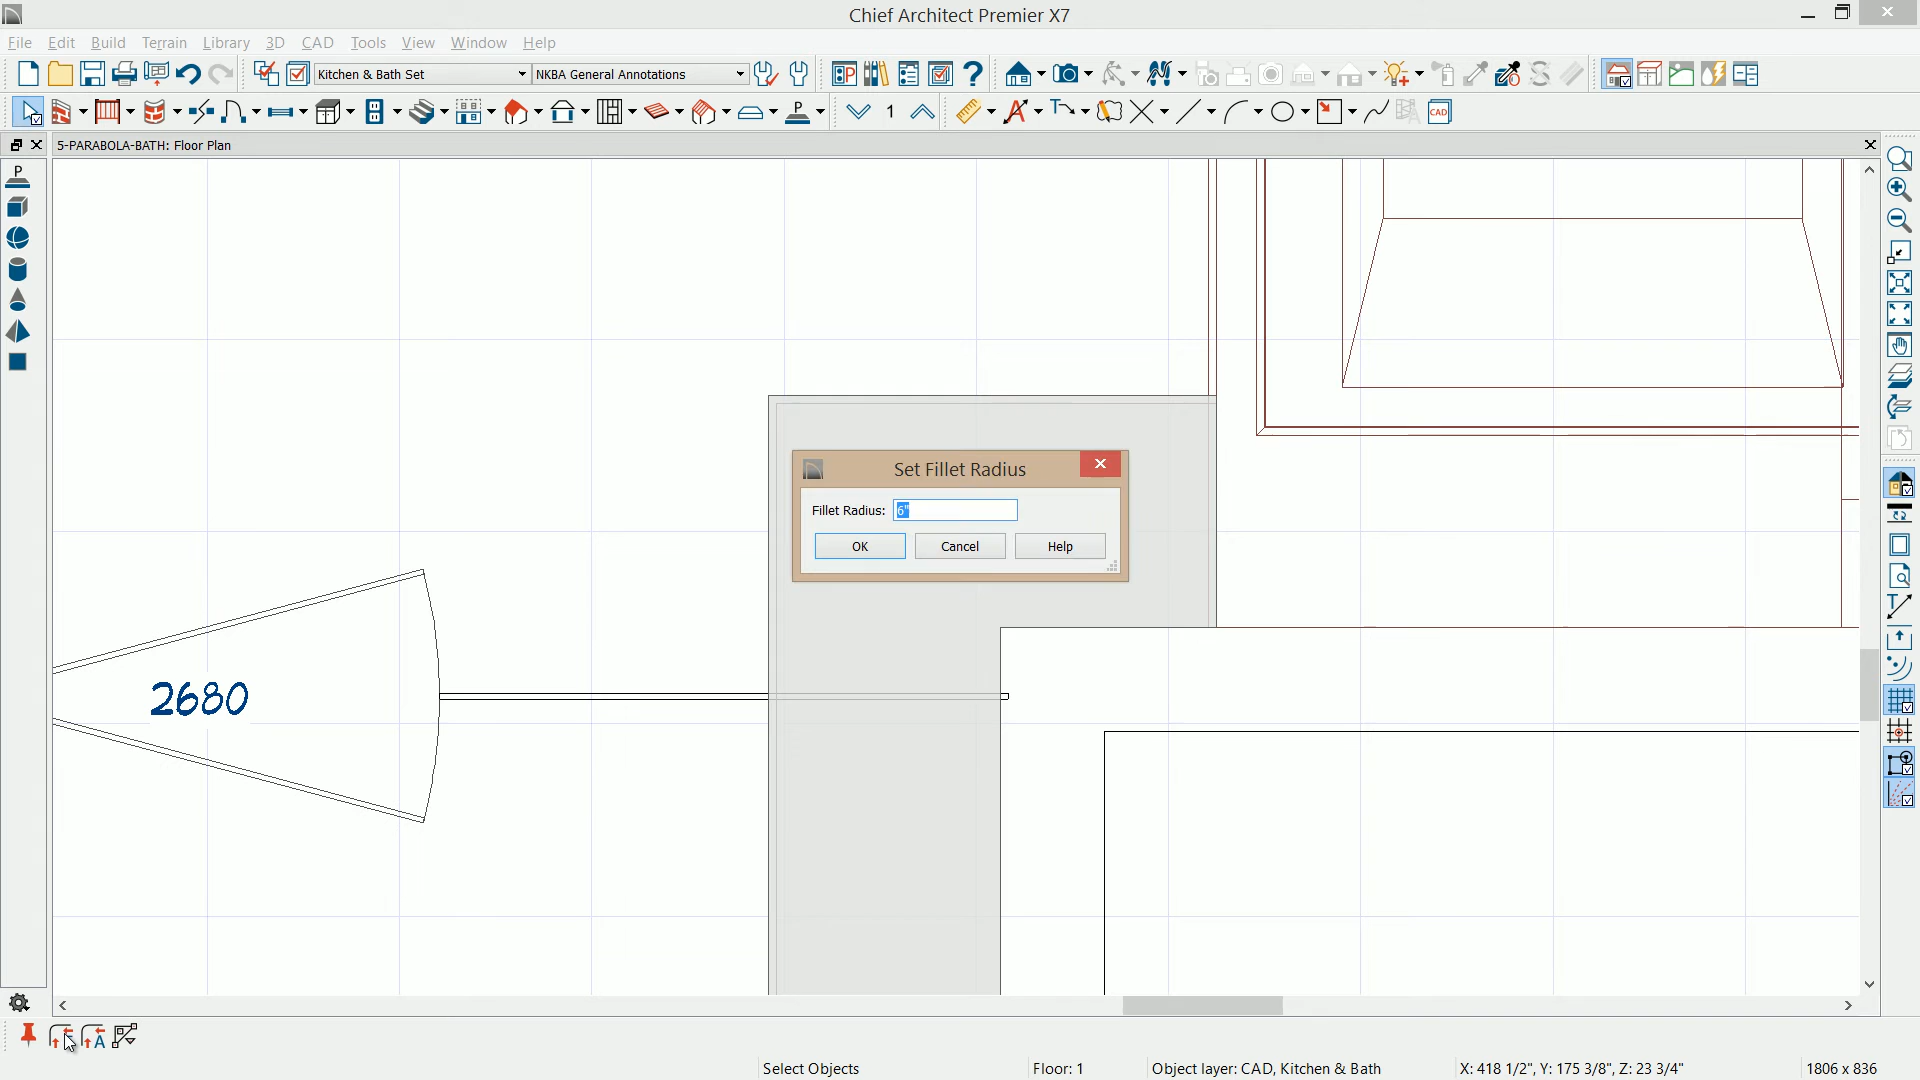 Chief Architect Premier X7
File Edit Build Terrain Library 3D CAD Tools View Window Help
Kitchen & Bath Set NKBA General Annotations
1 CAD
5-PARABOLA-BATH: Floor Plan
P
Set Fillet Radius
Fillet Radius: 6"
OK Cancel Help
2680
A
Select Objects Floor: 1 Object layer: CAD, Kitchen & Bath X: 418 1/2", Y: 175 3/8", Z: 23 3/4" 1806 x 836